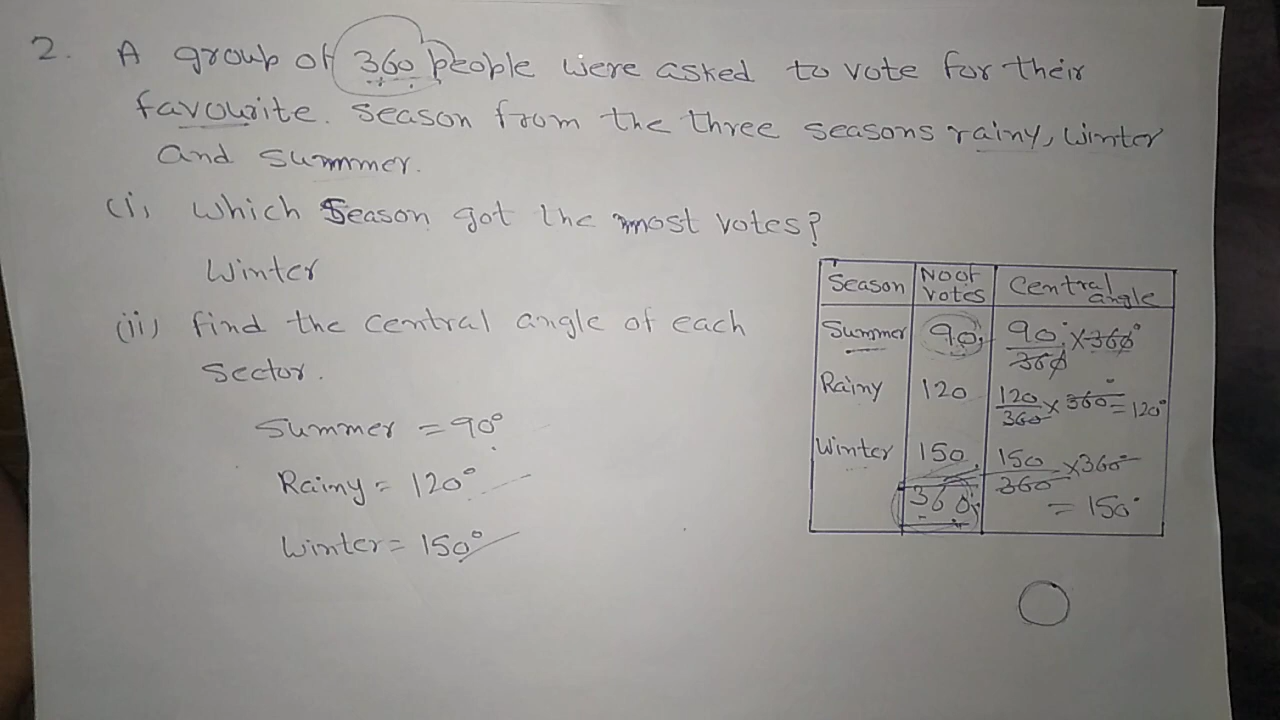 2. A group of 360 people were asked to vote for their
favourite. Season from the three seasons rainy, winter
and summer.
(i) Which Season got the most votes?
Winter
(ii) find the central angle of each
Sector.
Summer = 90°
Rainy = 120°
Winter = 150°
Season No of votes Central angle
Summer 90 90/360 × 360°
Rainy 120 120/360 × 360° = 120°
Winter 150 150/360 × 360°
360 = 150°